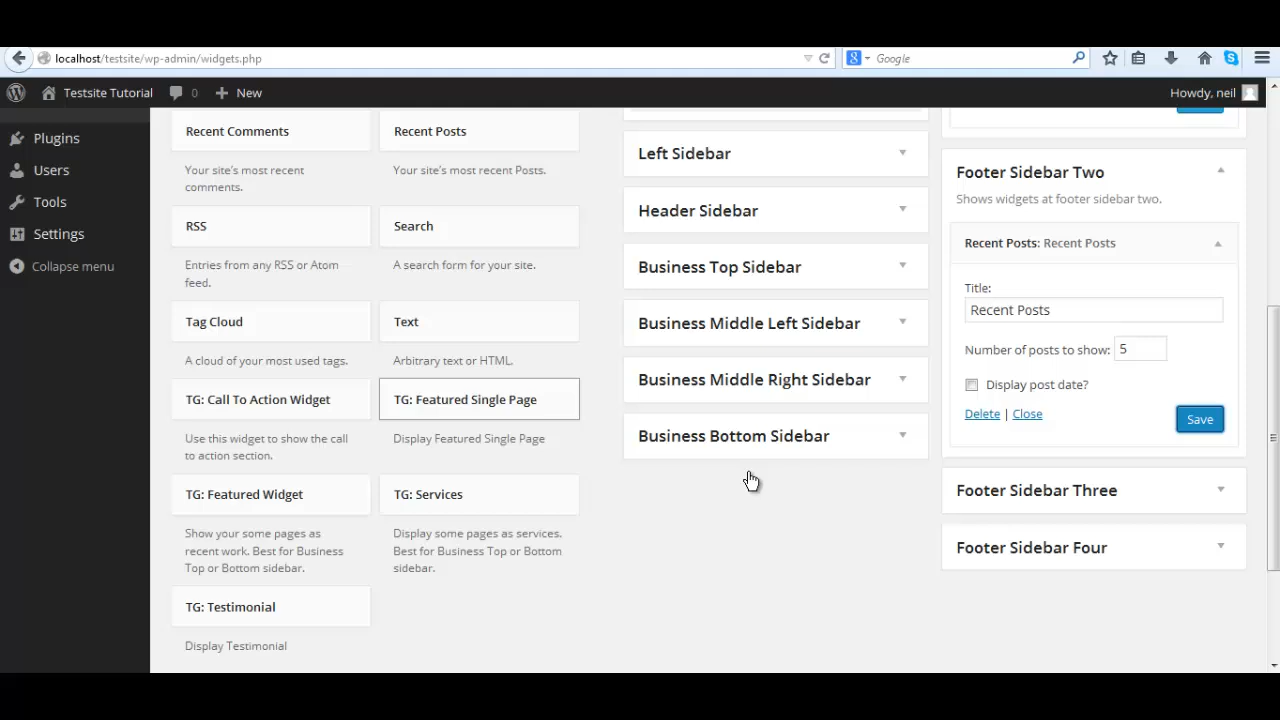 localhost/testsite/wp-admin/widgets.php
Google
Testsite Tutorial
0
New
Howdy, neil
Plugins
Users
Tools
Settings
Collapse menu
Recent Comments
Your site's most recent
comments.
Recent Posts
Your site's most recent Posts.
RSS
Entries from any RSS or Atom
feed.
Search
A search form for your site.
Tag Cloud
A cloud of your most used tags.
Text
Arbitrary text or HTML.
TG: Call To Action Widget
Use this widget to show the call
to action section.
TG: Featured Single Page
Display Featured Single Page
TG: Featured Widget
Show your some pages as
recent work. Best for Business
Top or Bottom sidebar.
TG: Services
Display some pages as services.
Best for Business Top or Bottom
sidebar.
TG: Testimonial
Display Testimonial
Left Sidebar
Header Sidebar
Business Top Sidebar
Business Middle Left Sidebar
Business Middle Right Sidebar
Business Bottom Sidebar
Footer Sidebar Two
Shows widgets at footer sidebar two.
Recent Posts: Recent Posts
Title:
Recent Posts
Number of posts to show: 5
Display post date?
Delete | Close
Save
Footer Sidebar Three
Footer Sidebar Four